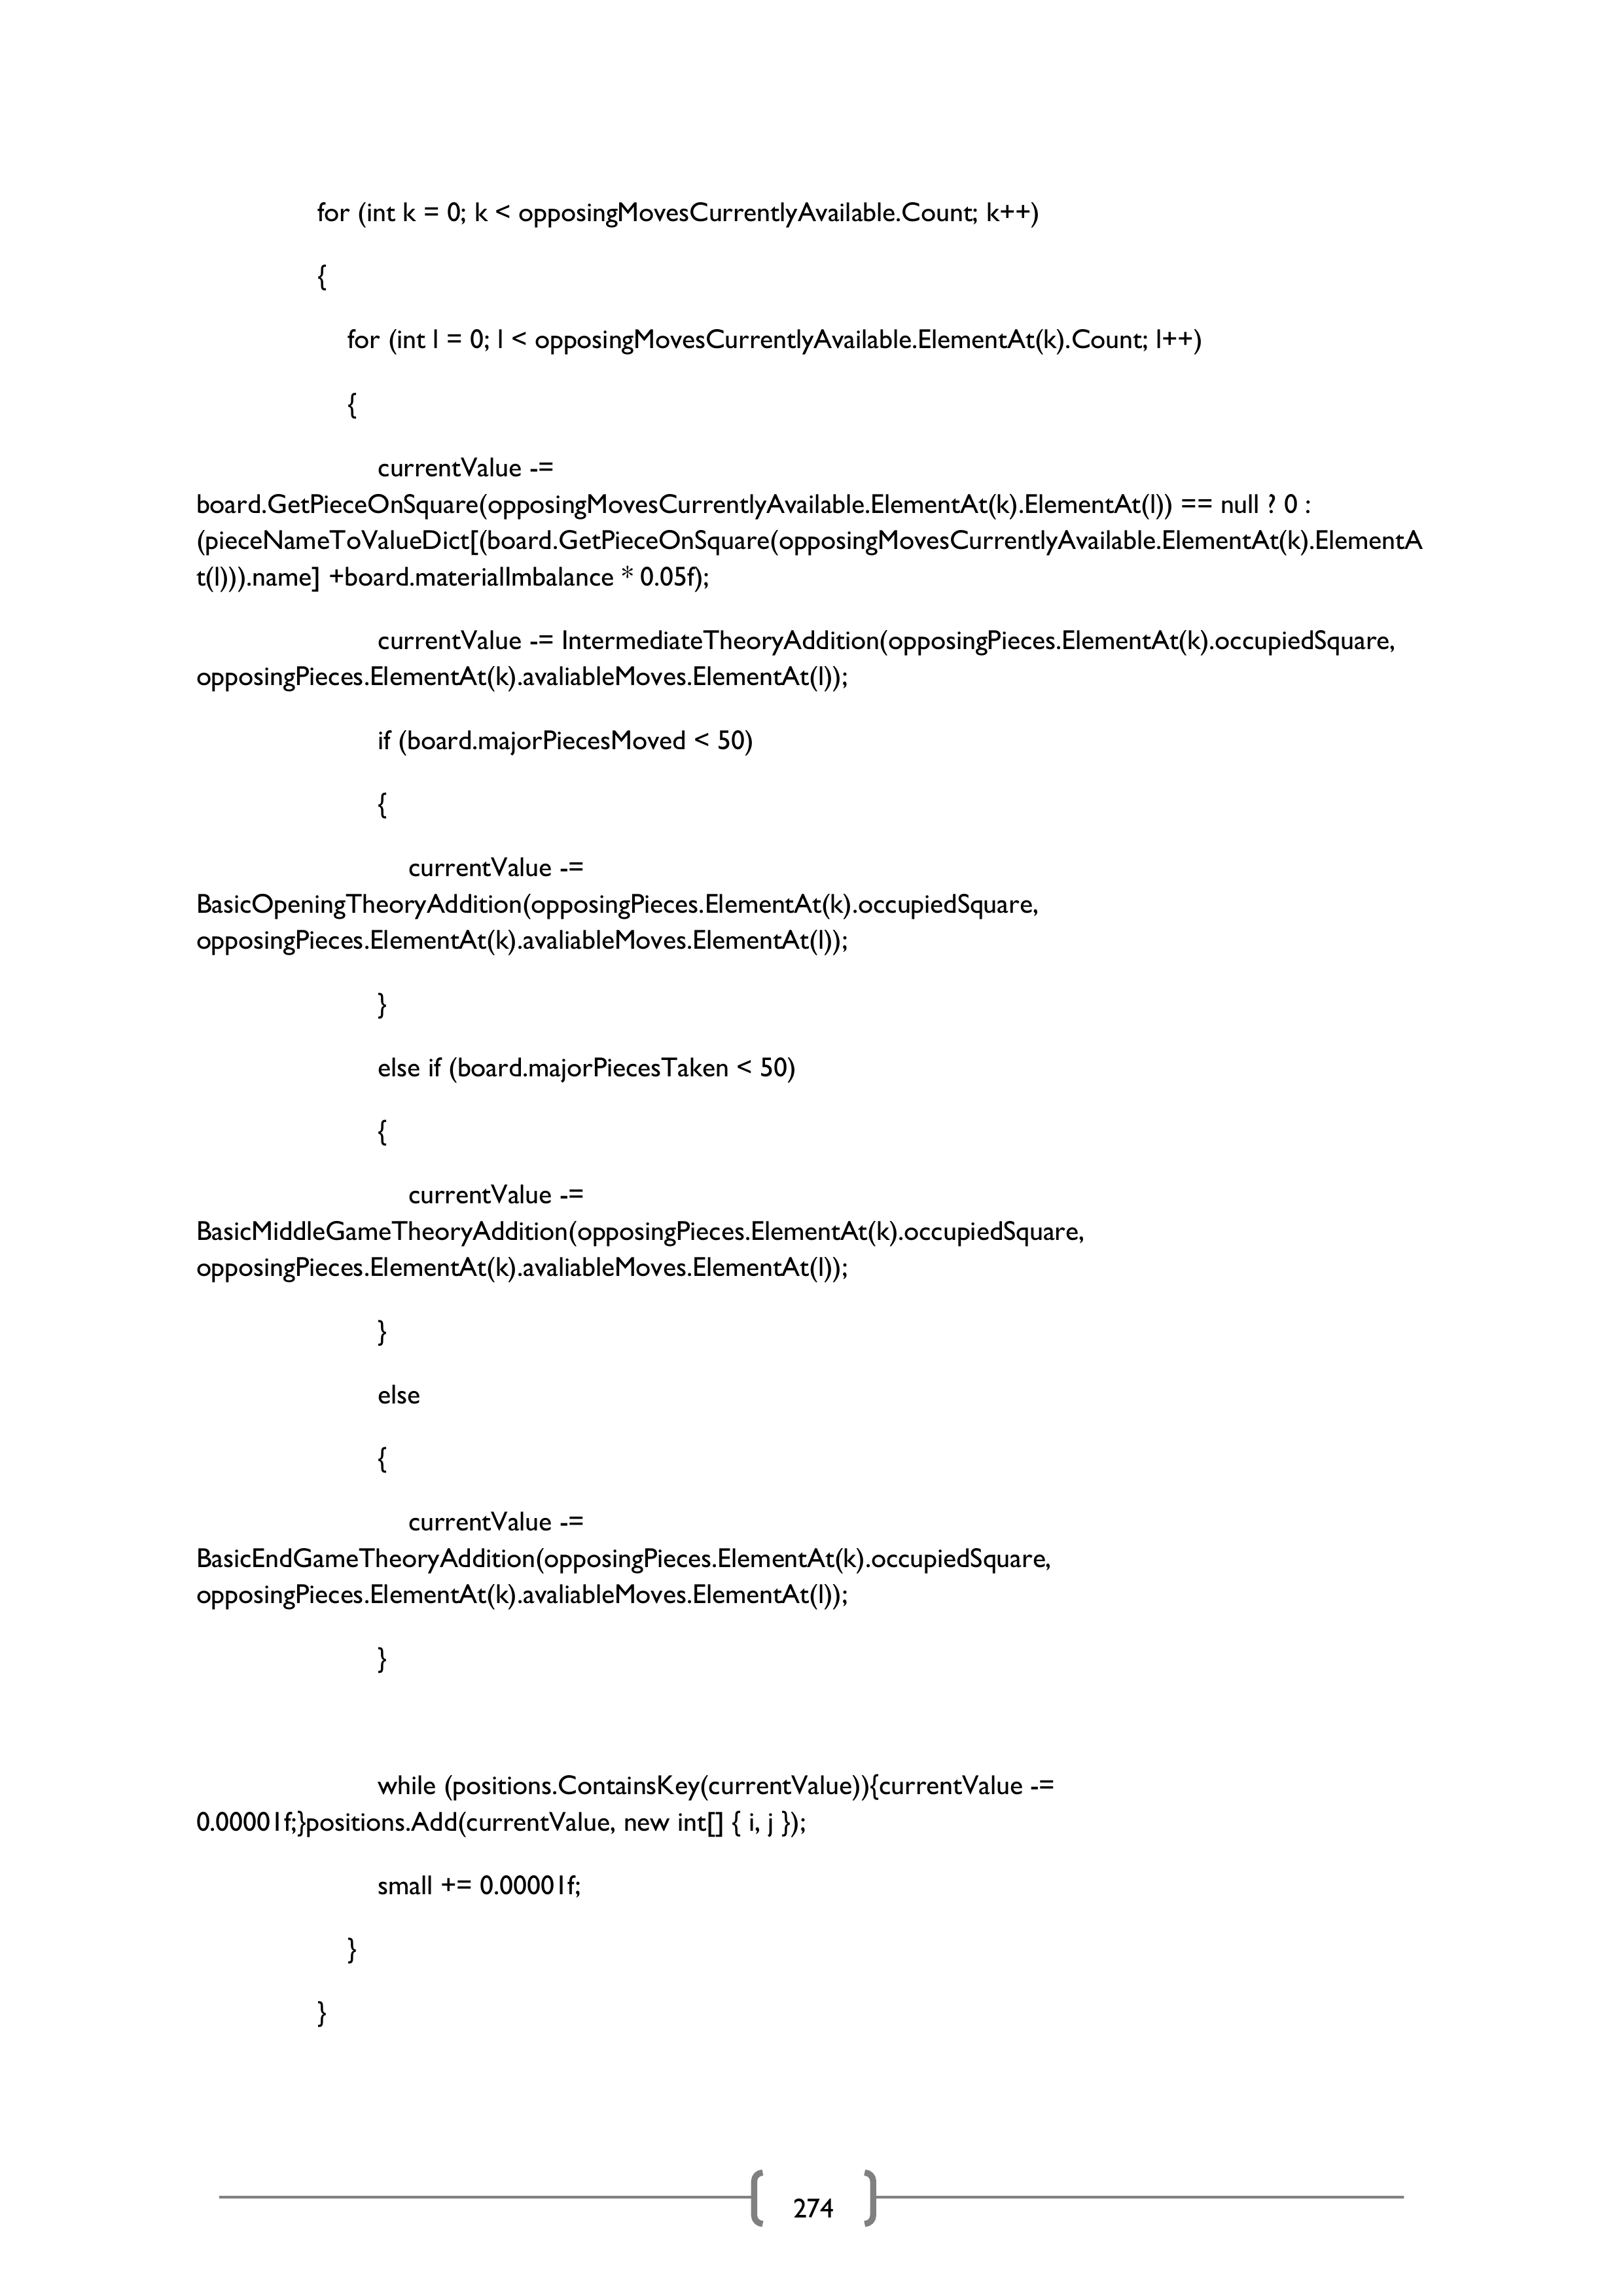 for (int k = 0; k < opposingMovesCurrentlyAvailable.Count; k++)
{
for (int l = 0; l < opposingMovesCurrentlyAvailable.ElementAt(k).Count; l++)
{
currentValue -=
board.GetPieceOnSquare(opposingMovesCurrentlyAvailable.ElementAt(k).ElementAt(l)) == null ? 0 :
(pieceNameToValueDict[(board.GetPieceOnSquare(opposingMovesCurrentlyAvailable.ElementAt(k).ElementA
t(l))).name] +board.materialImbalance * 0.05f);
currentValue -= IntermediateTheoryAddition(opposingPieces.ElementAt(k).occupiedSquare,
opposingPieces.ElementAt(k).avaliableMoves.ElementAt(l));
if (board.majorPiecesMoved < 50)
{
currentValue -=
BasicOpeningTheoryAddition(opposingPieces.ElementAt(k).occupiedSquare,
opposingPieces.ElementAt(k).avaliableMoves.ElementAt(l));
}
else if (board.majorPiecesTaken < 50)
{
currentValue -=
BasicMiddleGameTheoryAddition(opposingPieces.ElementAt(k).occupiedSquare,
opposingPieces.ElementAt(k).avaliableMoves.ElementAt(l));
}
else
{
currentValue -=
BasicEndGameTheoryAddition(opposingPieces.ElementAt(k).occupiedSquare,
opposingPieces.ElementAt(k).avaliableMoves.ElementAt(l));
}
while (positions.ContainsKey(currentValue)){currentValue -=
0.00001f;}positions.Add(currentValue, new int[] { i, j });
small += 0.00001f;
}
}
274